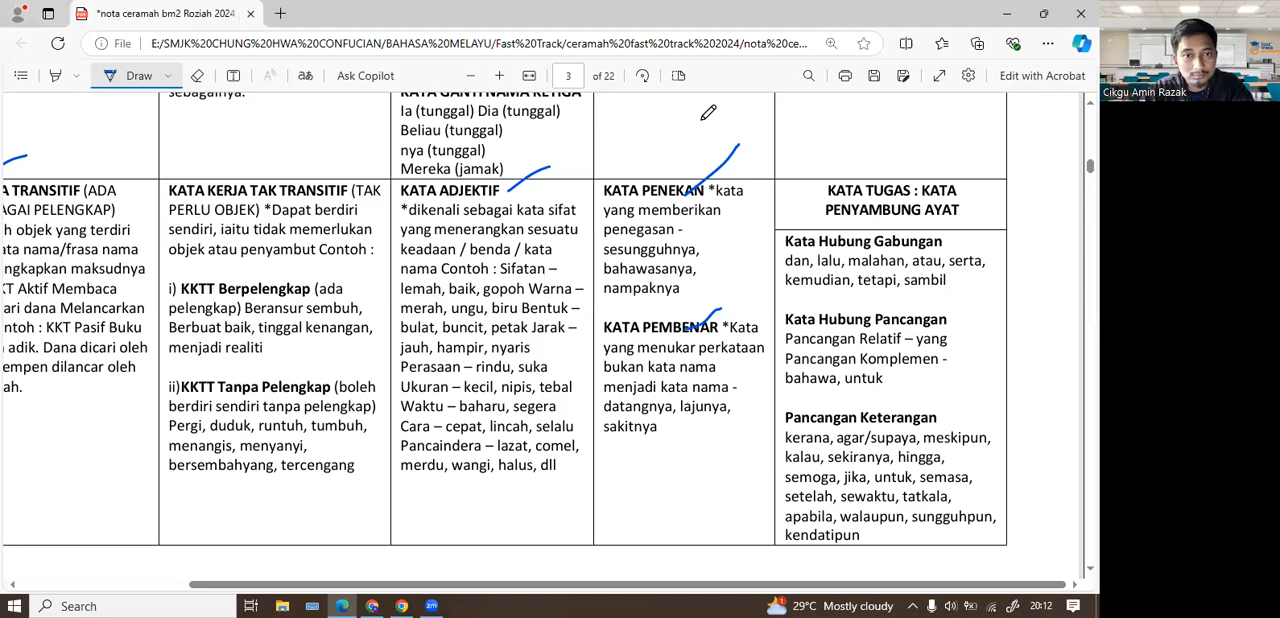 *nota ceramah bm2 Roziah 2024
File
E:/SMJK%20CHUNG%20HWA%20CONFUCIAN/BAHASA%20MELAYU/Fast%20Track/ceramah%20fast%20track%202024/nota%20ce...
Draw
Ask Copilot
3
of 22
Edit with Acrobat
Cikgu Amin Razak
sebagainya.
KATA GANTI NAMA KETIGA
Ia (tunggal) Dia (tunggal)
Beliau (tunggal)
nya (tunggal)
Mereka (jamak)
A TRANSITIF (ADA
AGAI PELENGKAP)
h objek yang terdiri
ata nama/frasa nama
ngkapkan maksudnya
KT Aktif Membaca
ari dana Melancarkan
ntoh : KKT Pasif Buku
adik. Dana dicari oleh
empen dilancar oleh
ah.
KATA KERJA TAK TRANSITIF (TAK
PERLU OBJEK) *Dapat berdiri
sendiri, iaitu tidak memerlukan
objek atau penyambut Contoh :
i) KKTT Berpelengkap (ada
pelengkap) Beransur sembuh,
Berbuat baik, tinggal kenangan,
menjadi realiti
ii)KKTT Tanpa Pelengkap (boleh
berdiri sendiri tanpa pelengkap)
Pergi, duduk, runtuh, tumbuh,
menangis, menyanyi,
bersembahyang, tercengang
KATA ADJEKTIF
*dikenali sebagai kata sifat
yang menerangkan sesuatu
keadaan / benda / kata
nama Contoh : Sifatan –
lemah, baik, gopoh Warna –
merah, ungu, biru Bentuk –
bulat, buncit, petak Jarak –
jauh, hampir, nyaris
Perasaan – rindu, suka
Ukuran – kecil, nipis, tebal
Waktu – baharu, segera
Cara – cepat, lincah, selalu
Pancaindera – lazat, comel,
merdu, wangi, halus, dll
KATA PENEKAN *kata
yang memberikan
penegasan -
sesungguhnya,
bahawasanya,
nampaknya
KATA PEMBENAR *Kata
yang menukar perkataan
bukan kata nama
menjadi kata nama -
datangnya, lajunya,
sakitnya
KATA TUGAS : KATA
PENYAMBUNG AYAT
Kata Hubung Gabungan
dan, lalu, malahan, atau, serta,
kemudian, tetapi, sambil
Kata Hubung Pancangan
Pancangan Relatif – yang
Pancangan Komplemen -
bahawa, untuk
Pancangan Keterangan
kerana, agar/supaya, meskipun,
kalau, sekiranya, hingga,
semoga, jika, untuk, semasa,
setelah, sewaktu, tatkala,
apabila, walaupun, sungguhpun,
kendatipun
Search
29°C Mostly cloudy
20:12